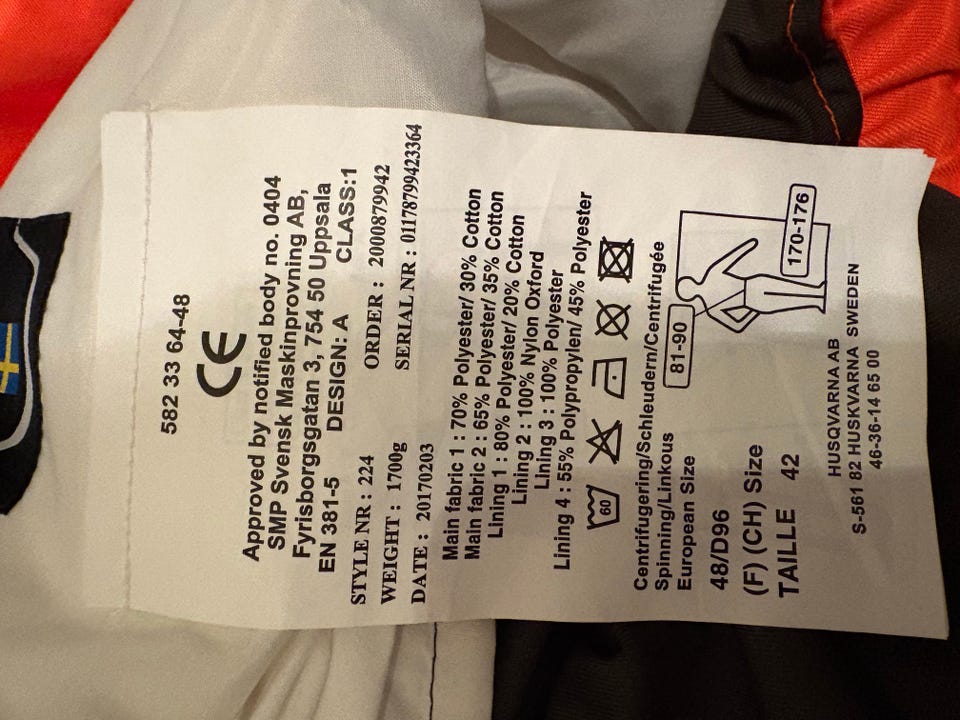 582 33 64-48
CE
Approved by notified body no. 0404
SMP Svensk Maskinprovning AB,
Fyrisborgsgatan 3, 754 50 Uppsala
EN 381-5 DESIGN: A CLASS:1
STYLE NR : 224 ORDER : 2000879942
WEIGHT : 1700g SERIAL NR : 01178799423364
DATE : 20170203
Main fabric 1 : 70% Polyester/ 30% Cotton
Main fabric 2 : 65% Polyester/ 35% Cotton
Lining 1 : 80% Polyester/ 20% Cotton
Lining 2 : 100% Nylon Oxford
Lining 3 : 100% Polyester
Lining 4 : 55% Polypropylen/ 45% Polyester
60
Centrifugering/Schleudern/Centrifugée
Spinning/Linkous
European Size
81-90
170-176
48/D96
(F) (CH) Size
TAILLE 42
HUSQVARNA AB
S-561 82 HUSKVARNA SWEDEN
46-36-14 65 00